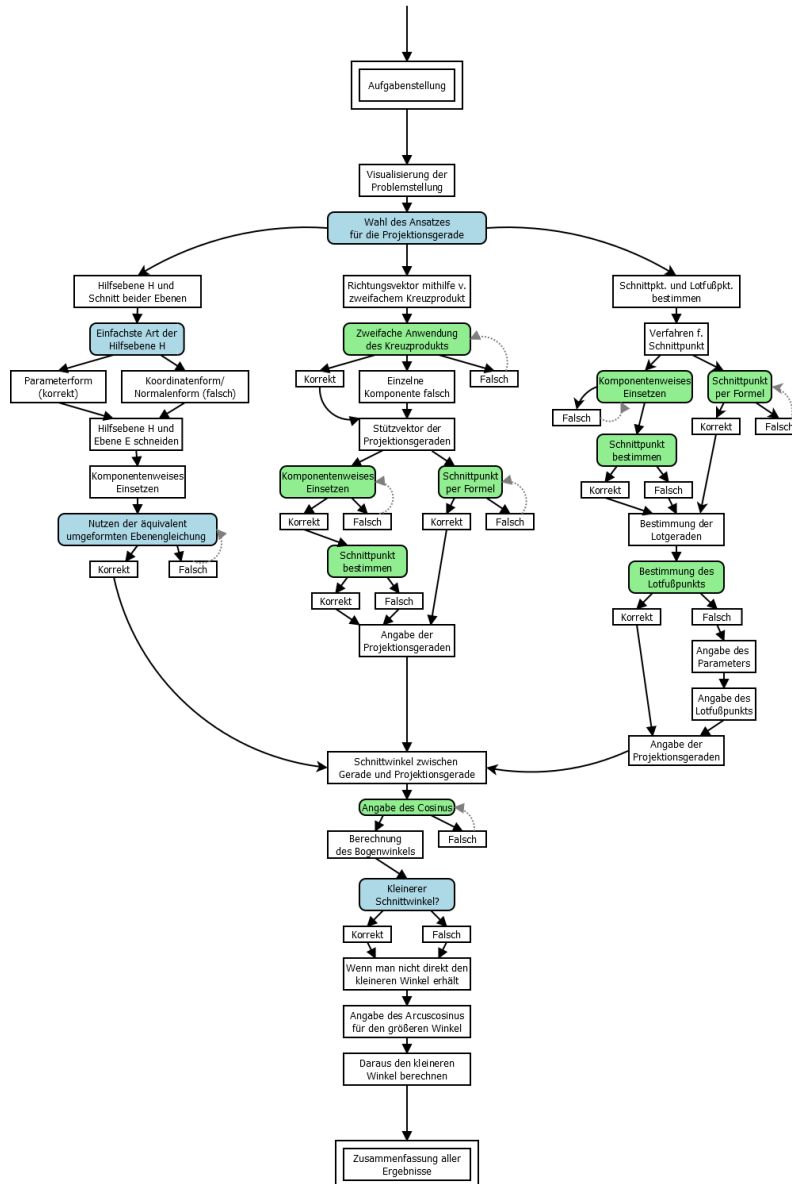 Aufgabenstellung
Visualisierung der
Problemstellung
Wahl des Ansatzes
für die Projektionsgerade
Hilfsebene H und
Schnitt beider Ebenen
Einfachste Art der
Hilfsebene H
Parameterform
(korrekt)
Koordinatenform/
Normalenform (falsch)
Hilfsebene H und
Ebene E schneiden
Komponentenweises
Einsetzen
Nutzen der äquivalent
umgeformten Ebenengleichung
Korrekt
Falsch
Richtungsvektor mithilfe v.
zweifachem Kreuzprodukt
Zweifache Anwendung
des Kreuzprodukts
Korrekt
Einzelne
Komponente falsch
Falsch
Stützvektor der
Projektionsgeraden
Komponentenweises
Einsetzen
Korrekt
Falsch
Schnittpunkt
bestimmen
Korrekt
Falsch
Schnittpunkt
per Formel
Korrekt
Falsch
Angabe der
Projektionsgeraden
Schnittpkt. und Lotfußpkt.
bestimmen
Verfahren f.
Schnittpunkt
Komponentenweises
Einsetzen
Falsch
Schnittpunkt
bestimmen
Korrekt
Falsch
Schnittpunkt
per Formel
Korrekt
Falsch
Bestimmung der
Lotgeraden
Bestimmung des
Lotfußpunkts
Korrekt
Falsch
Angabe des
Parameters
Angabe des
Lotfußpunkts
Angabe der
Projektionsgeraden
Schnittwinkel zwischen
Gerade und Projektionsgerade
Angabe des Cosinus
Berechnung
des Bogenwinkels
Falsch
Kleinerer
Schnittwinkel?
Korrekt
Falsch
Wenn man nicht direkt den
kleineren Winkel erhält
Angabe des Arcuscosinus
für den größeren Winkel
Daraus den kleineren
Winkel berechnen
Zusammenfassung aller
Ergebnisse